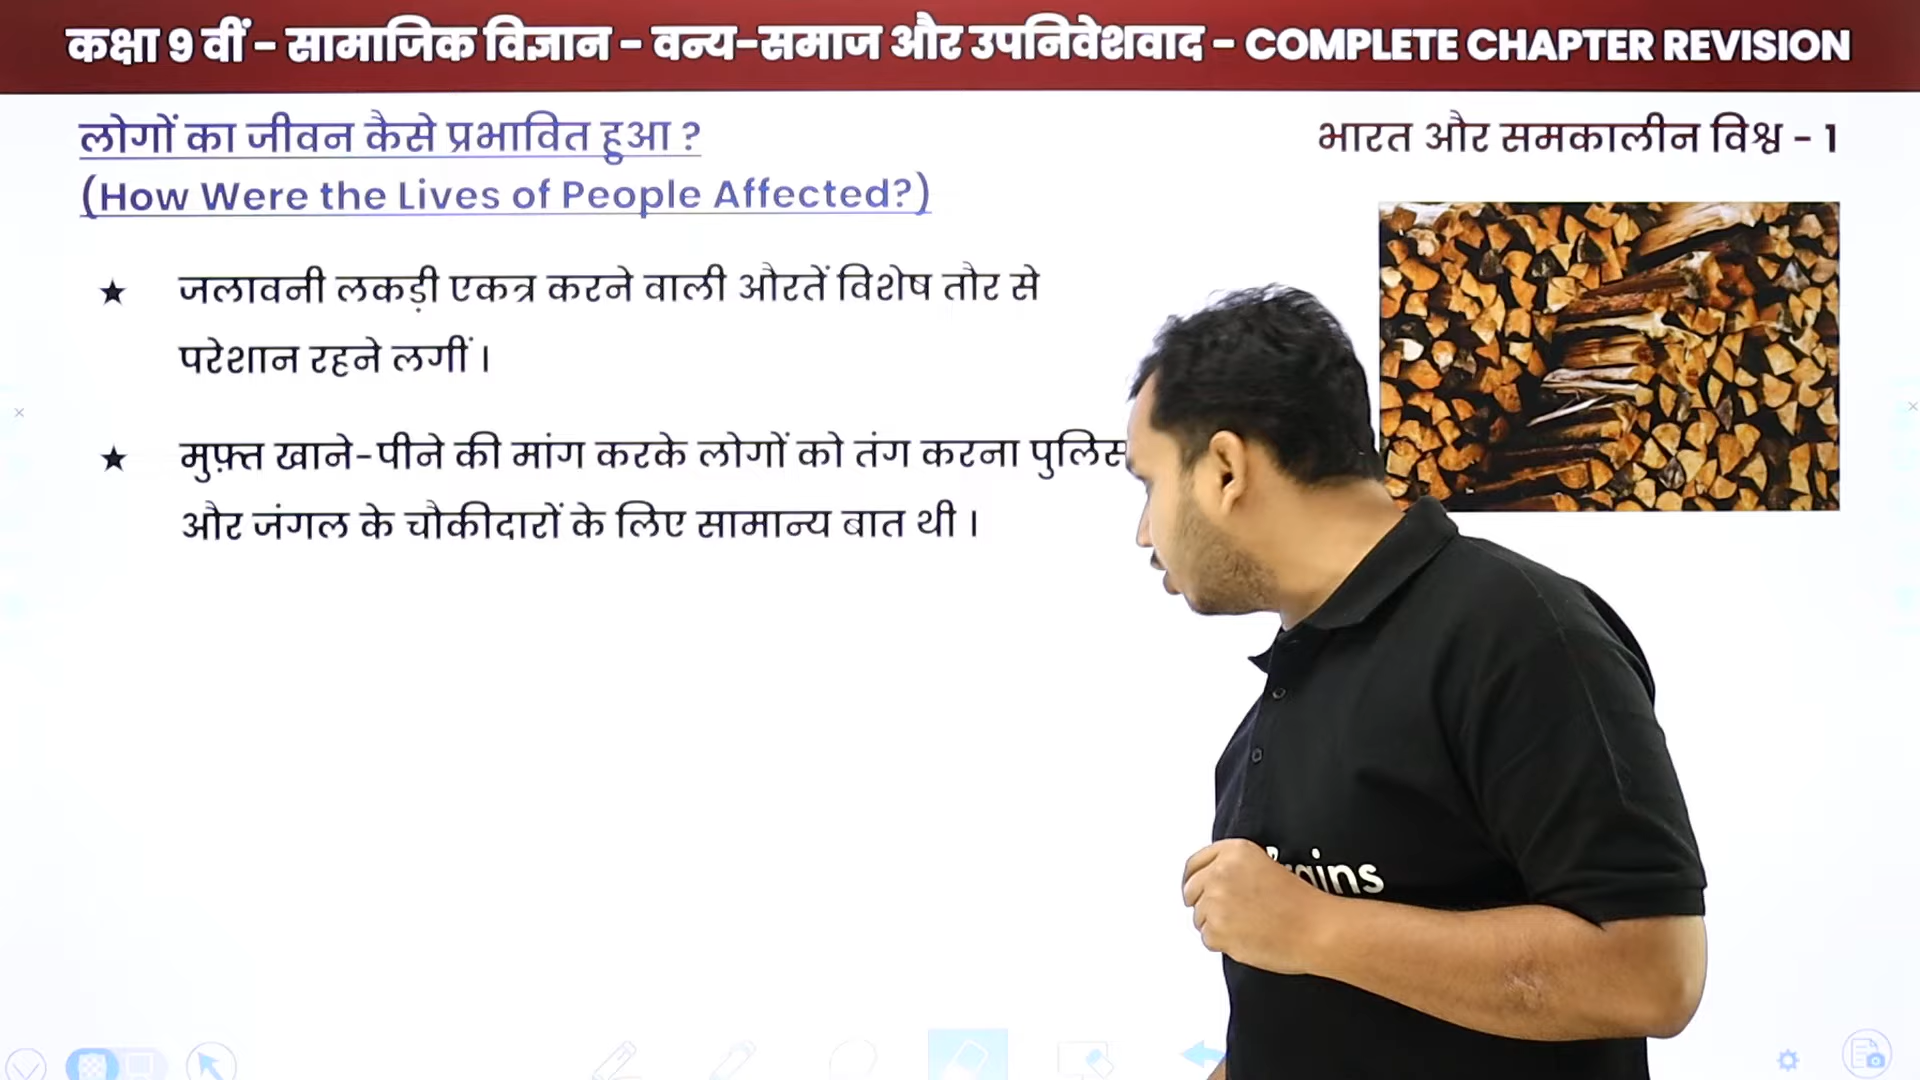 कक्षा 9 वीं - सामाजिक विज्ञान - वन्य-समाज और उपनिवेशवाद - COMPLETE CHAPTER REVISION
लोगों का जीवन कैसे प्रभावित हुआ ?
(How Were the Lives of People Affected?)
भारत और समकालीन विश्व - 1
★ जलावनी लकड़ी एकत्र करने वाली औरतें विशेष तौर से
परेशान रहने लगीं ।
★ मुफ़्त खाने-पीने की मांग करके लोगों को तंग करना पुलिस
और जंगल के चौकीदारों के लिए सामान्य बात थी ।